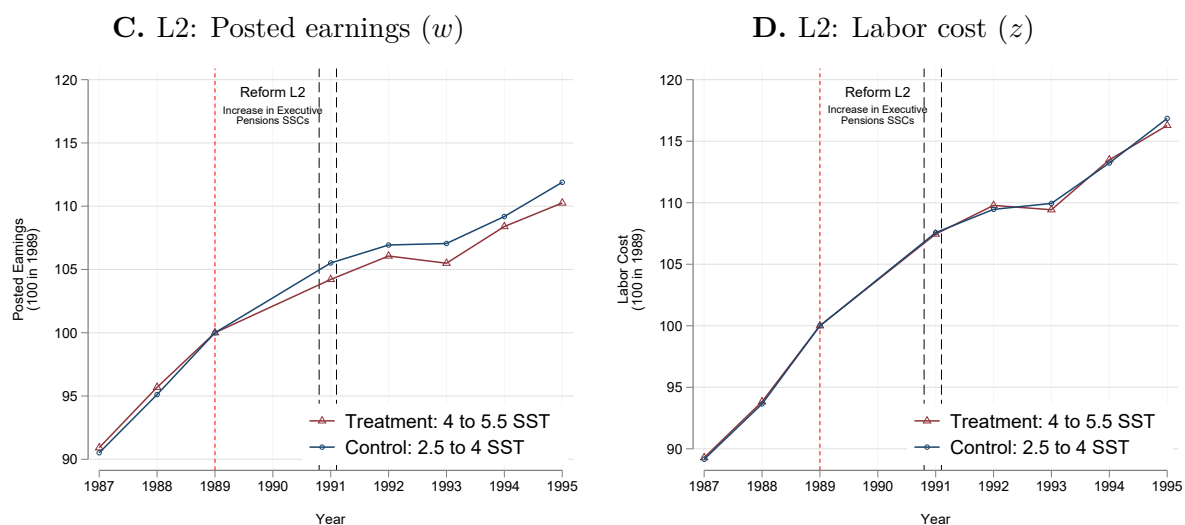 C. L2: Posted earnings (w)
120
115
110
105
100
95
90
Posted Earnings
(100 in 1989)
Reform L2
Increase in Executive
Pensions SSCs
Treatment: 4 to 5.5 SST
Control: 2.5 to 4 SST
1987 1988 1989 1990 1991 1992 1993 1994 1995
Year
D. L2: Labor cost (z)
120
115
110
105
100
95
90
Labor Cost
(100 in 1989)
Reform L2
Increase in Executive
Pensions SSCs
Treatment: 4 to 5.5 SST
Control: 2.5 to 4 SST
1987 1988 1989 1990 1991 1992 1993 1994 1995
Year